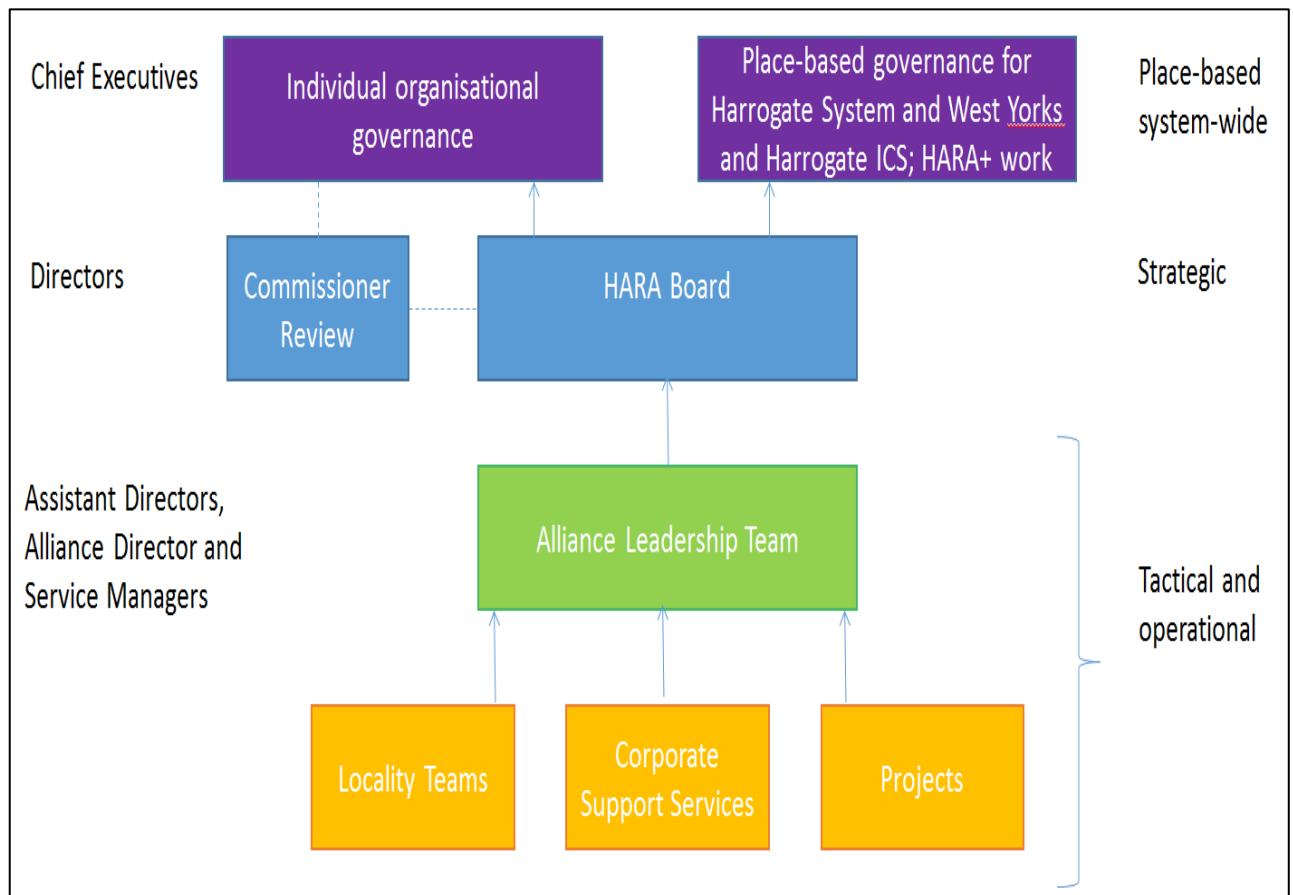 Chief Executives
Individual organisational
governance
Place-based governance for
Harrogate System and West Yorks
and Harrogate ICS; HARA+ work
Place-based
system-wide
Directors
Commissioner
Review
HARA Board
Strategic
Assistant Directors,
Alliance Director and
Service Managers
Alliance Leadership Team
Tactical and
operational
Locality Teams
Corporate
Support Services
Projects